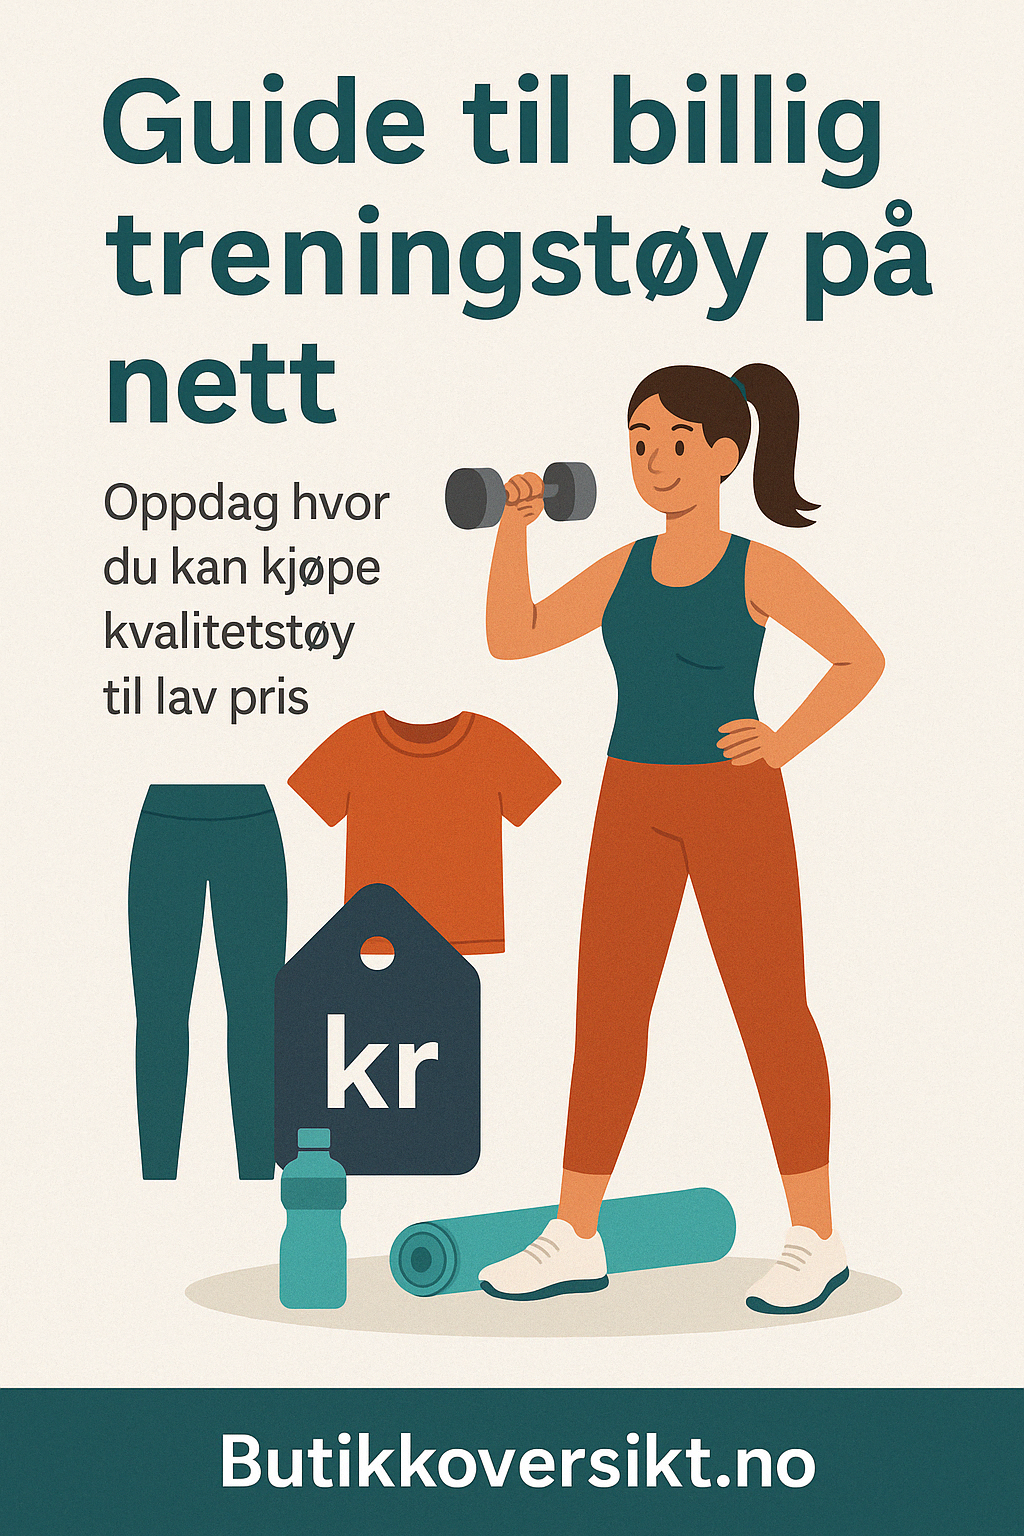 Guide til billig
treningstøy på
nett
Oppdag hvor
du kan kjøpe
kvalitetstøy
til lav pris
kr
Butikkoversikt.no